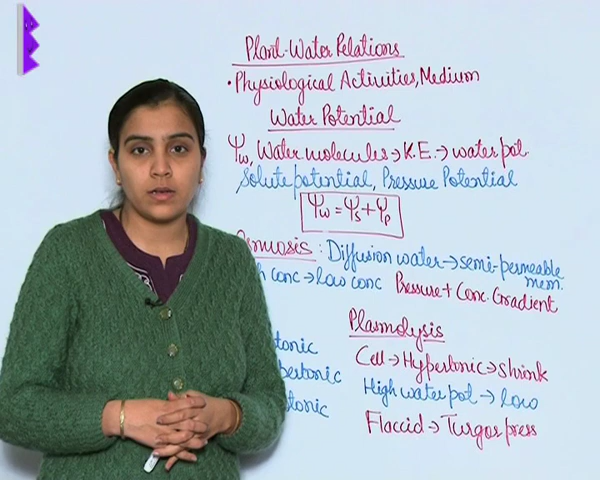 Plant-Water Relations
• Physiological Activities, Medium
Water Potential
Ψw, Water molecules → K.E. → water pot.
Solute potential, Pressure Potential
Ψw = Ψs + Ψp
Osmosis : Diffusion water → semi-permeable mem.
h conc → Low conc Pressure + Conc. Gradient
Plasmolysis
tonic
Cell → Hypertonic → shrink
pertonic
High water pot → Low
tonic
Flaccid → Turgor press